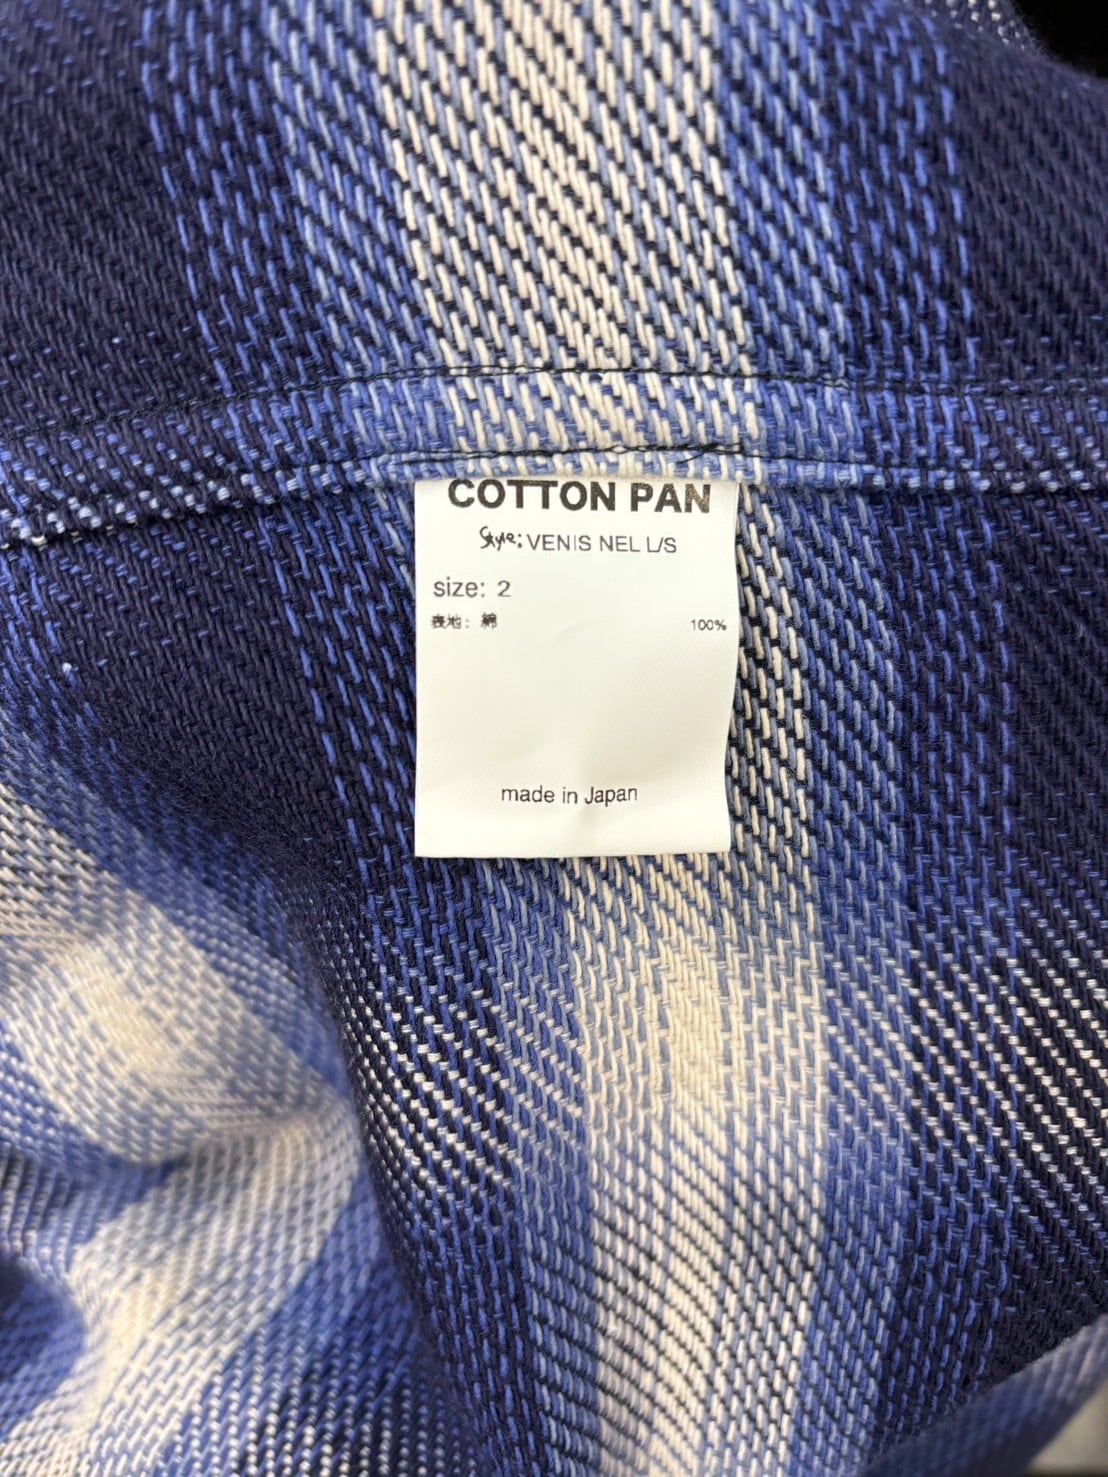 COTTON PAN
Style: VENIS NEL L/S
size: 2
表地: 綿 100%
made in Japan